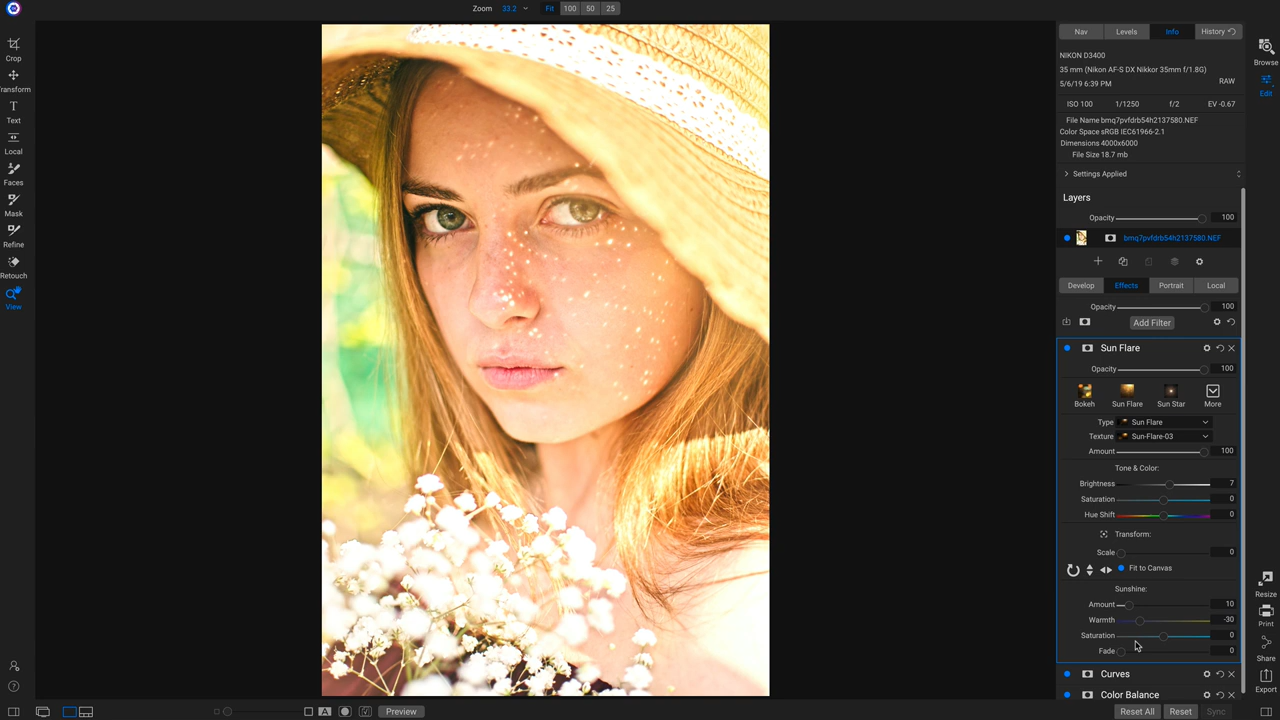 Zoom 33.2 Fit 100 50 25
Crop
ransform
Text
Local
Faces
Mask
Refine
Retouch
View
Nav Levels Info History
NIKON D3400
35 mm (Nikon AF-S DX Nikkor 35mm f/1.8G)
5/6/19 6:39 PM
RAW
ISO 100 1/1250 f/2 EV -0.67
File Name bmq7pvfdrb54h2137580.NEF
Color Space sRGB IEC61966-2.1
Dimensions 4000x6000
File Size 18.7 mb
Settings Applied
Layers
Opacity 100
bmq7pvfdrb54h2137580.NEF
Develop Effects Portrait Local
Opacity 100
Add Filter
Sun Flare
Opacity 100
Bokeh Sun Flare Sun Star More
Type Sun Flare
Texture Sun-Flare-03
Amount 100
Tone & Color:
Brightness 7
Saturation 0
Hue Shift 0
Transform:
Scale 0
Fit to Canvas
Sunshine:
Amount 10
Warmth -30
Saturation 0
Fade 0
Curves
Color Balance
Browse
Edit
Resize
Print
Share
Export
A
Preview
Reset All Reset Sync